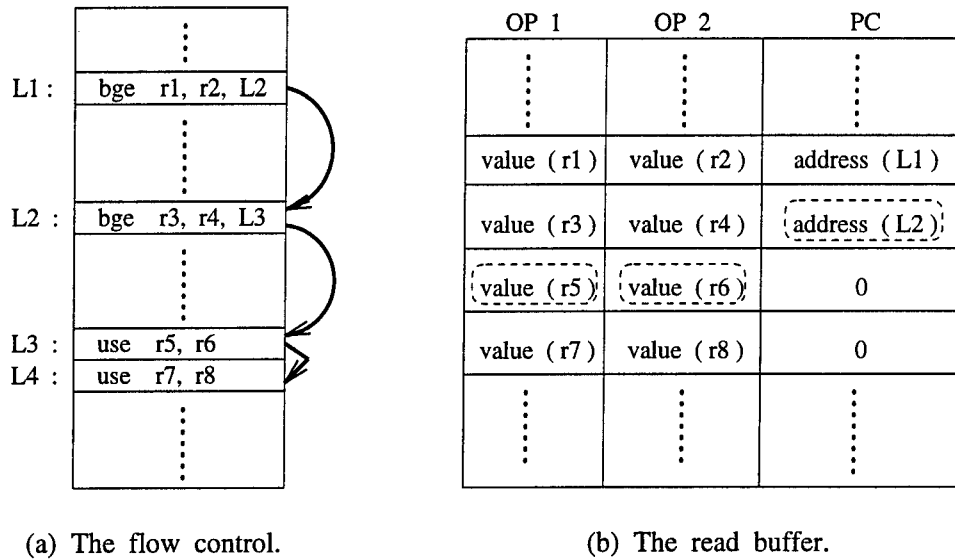 L1 : bge r1, r2, L2
L2 : bge r3, r4, L3
L3 : use r5, r6
L4 : use r7, r8
(a) The flow control.
OP 1 OP 2 PC
value ( r1 ) value ( r2 ) address ( L1 )
value ( r3 ) value ( r4 ) address ( L2 )
value ( r5 ) value ( r6 ) 0
value ( r7 ) value ( r8 ) 0
(b) The read buffer.